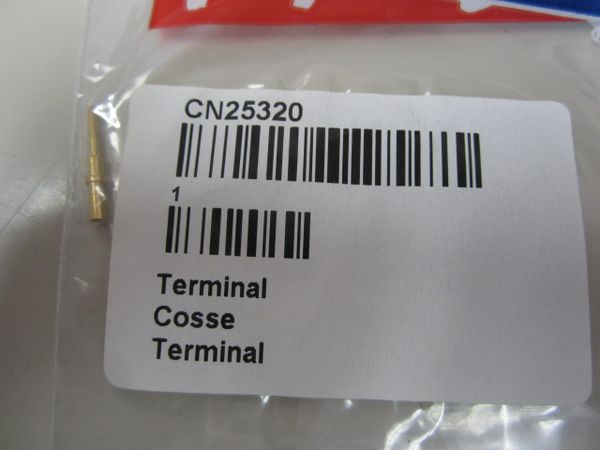 CN25320
1
Terminal
Cosse
Terminal